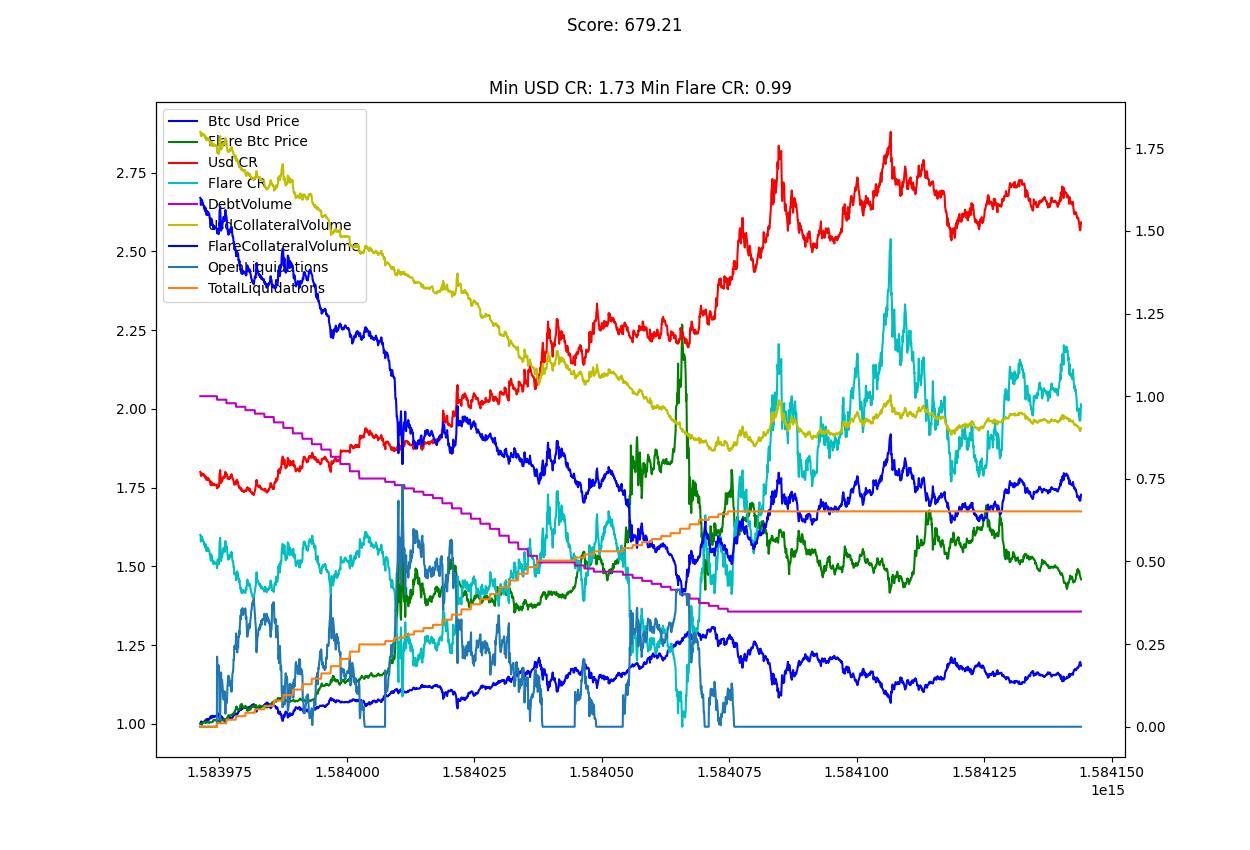 Score: 679.21
Min USD CR: 1.73 Min Flare CR: 0.99
Btc Usd Price
Flare Btc Price
Usd CR
Flare CR
DebtVolume
UsdCollateralVolume
FlareCollateralVolume
OpenLiquidations
TotalLiquidations
2.75
2.50
2.25
2.00
1.75
1.50
1.25
1.00
1.75
1.50
1.25
1.00
0.75
0.50
0.25
0.00
1.583975 1.584000 1.584025 1.584050 1.584075 1.584100 1.584125 1.584150
1e15